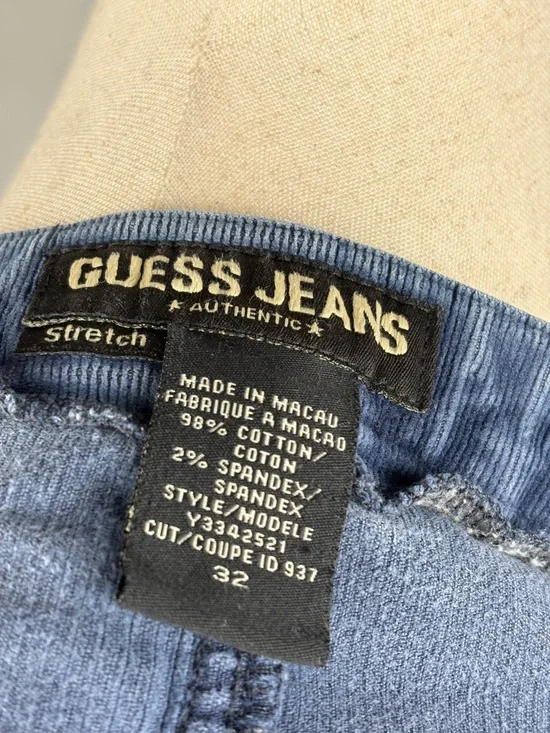 GUESS JEANS
★ AUTHENTIC ★
Stretch
MADE IN MACAU
FABRIQUE A MACAO
98% COTTON/
COTON
2% SPANDEX/
SPANDEX
STYLE/MODELE
Y3342521
CUT/COUPE ID 937
32